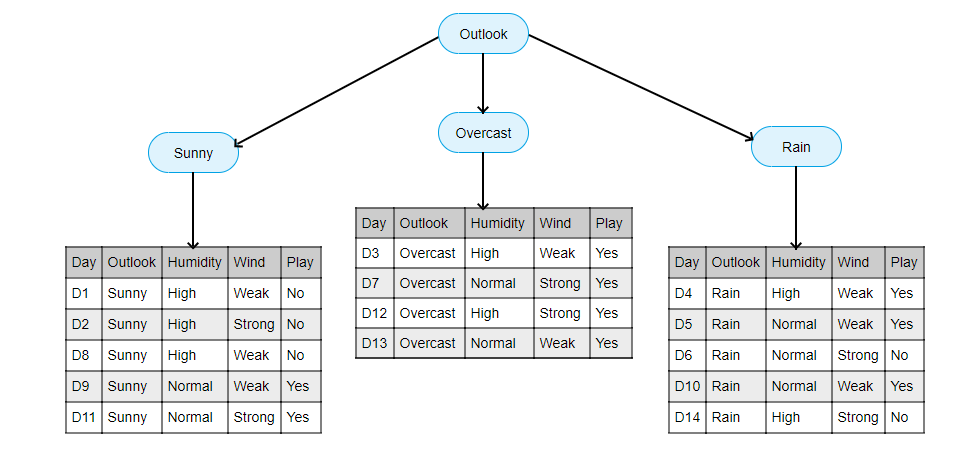 Outlook
Sunny
Overcast
Rain
Day Outlook Humidity Wind Play
D1 Sunny High Weak No
D2 Sunny High Strong No
D8 Sunny High Weak No
D9 Sunny Normal Weak Yes
D11 Sunny Normal Strong Yes
Day Outlook Humidity Wind Play
D3 Overcast High Weak Yes
D7 Overcast Normal Strong Yes
D12 Overcast High Strong Yes
D13 Overcast Normal Weak Yes
Day Outlook Humidity Wind Play
D4 Rain High Weak Yes
D5 Rain Normal Weak Yes
D6 Rain Normal Strong No
D10 Rain Normal Weak Yes
D14 Rain High Strong No